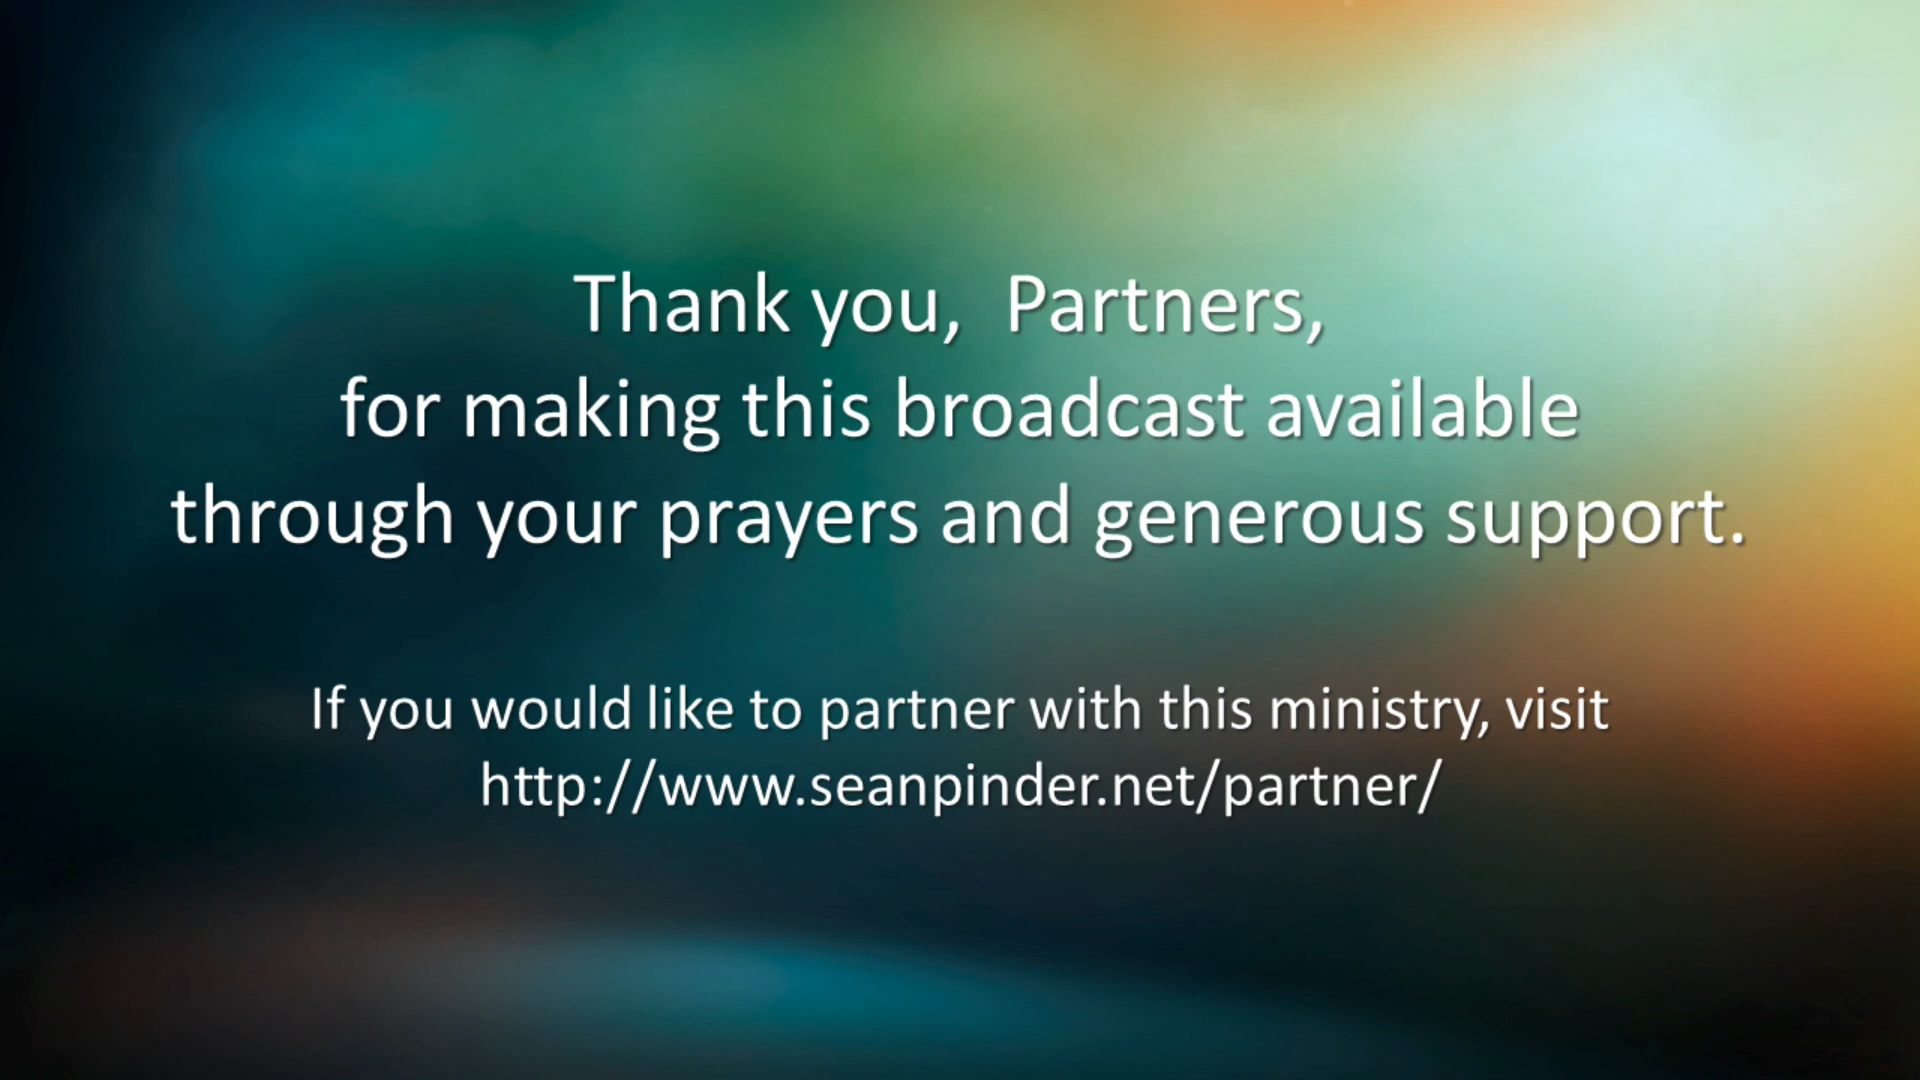 Thank you, Partners,
for making this broadcast available
through your prayers and generous support.
If you would like to partner with this ministry, visit
http://www.seanpinder.net/partner/